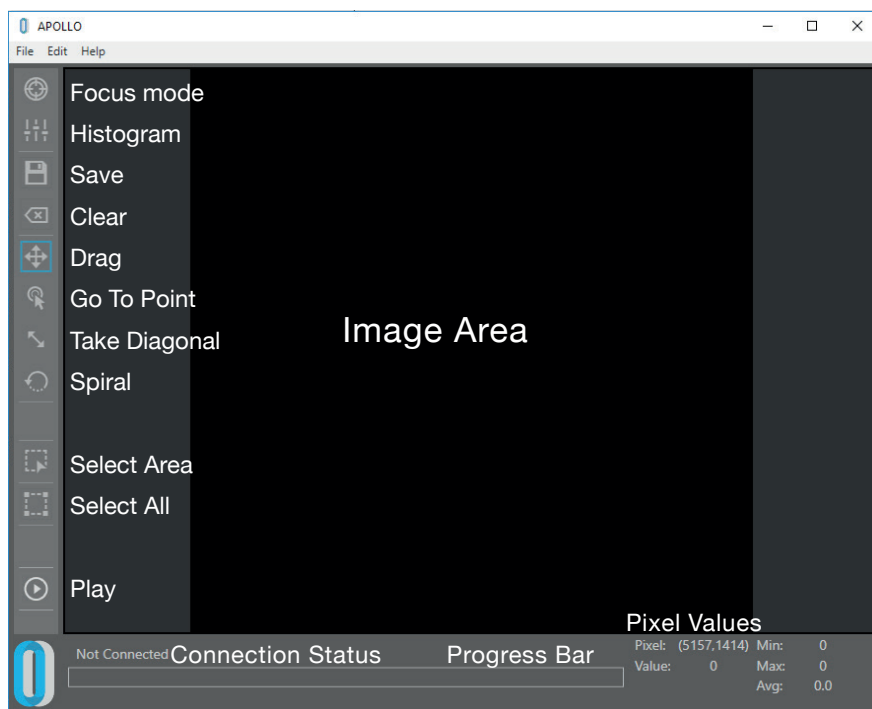 APOLLO
File Edit Help
Focus mode
Histogram
Save
Clear
Drag
Go To Point
Image Area
Take Diagonal
Spiral
Select Area
Select All
Play
Pixel Values
Not Connected Connection Status Progress Bar Pixel: (5157,1414) Min: 0
Value: 0 Max: 0
Avg: 0.0